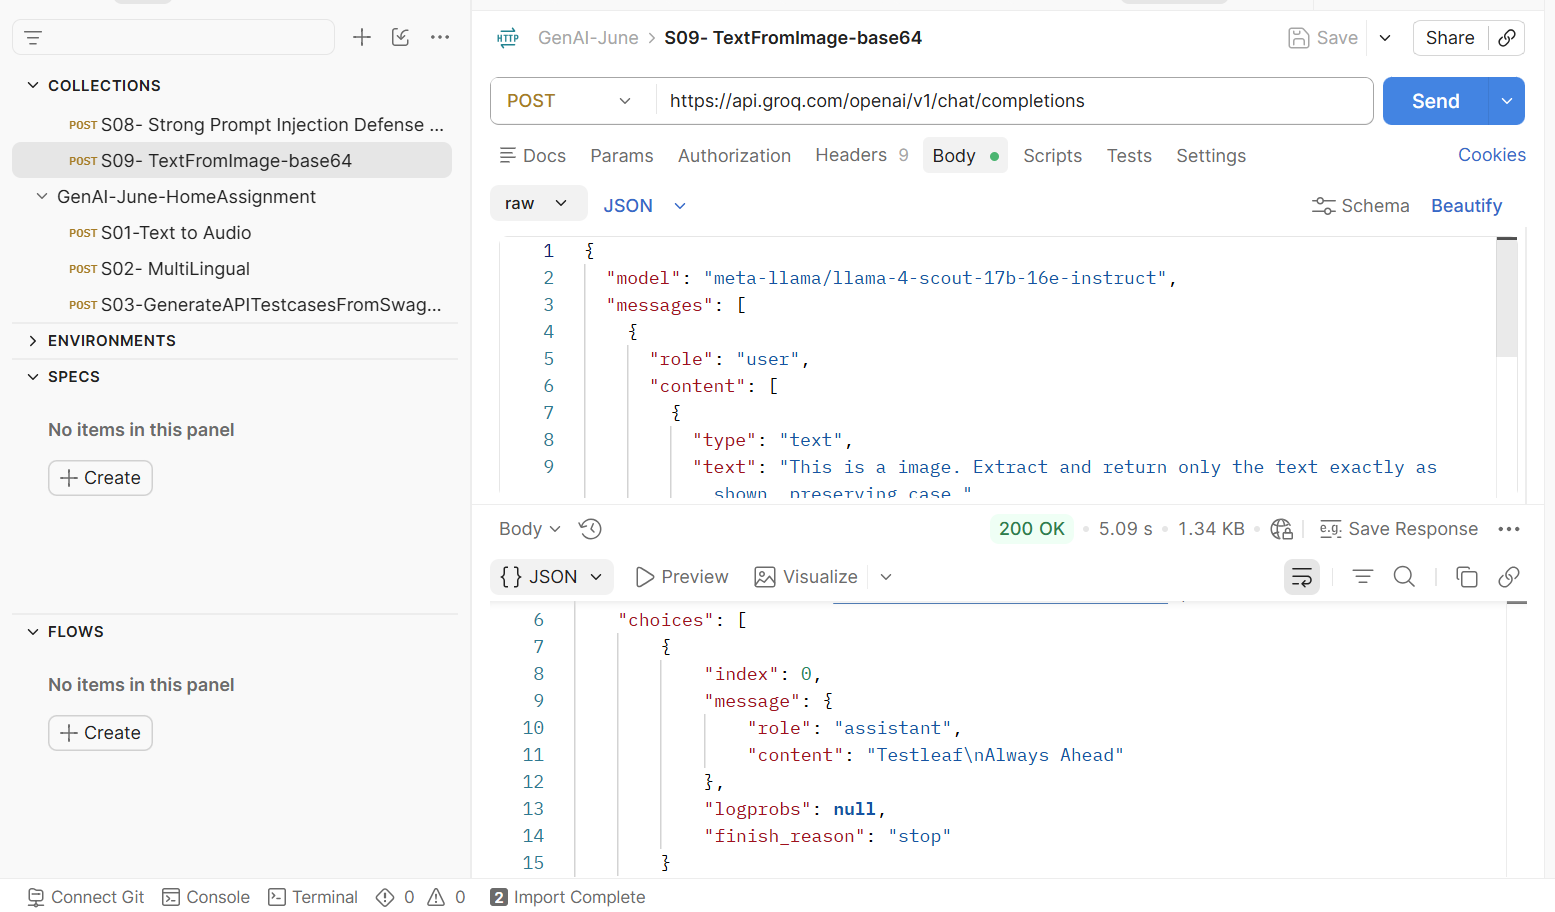 COLLECTIONS
POST S08- Strong Prompt Injection Defense ...
POST S09- TextFromImage-base64
GenAI-June-HomeAssignment
POST S01-Text to Audio
POST S02- MultiLingual
POST S03-GenerateAPITestcasesFromSwag...
ENVIRONMENTS
SPECS
No items in this panel
Create
FLOWS
No items in this panel
Create
HTTP GenAI-June > S09- TextFromImage-base64
Save Share
POST https://api.groq.com/openai/v1/chat/completions Send
Docs Params Authorization Headers 9 Body Scripts Tests Settings Cookies
raw JSON Schema Beautify
1 {
2 "model": "meta-llama/llama-4-scout-17b-16e-instruct",
3 "messages": [
4 {
5 "role": "user",
6 "content": [
7 {
8 "type": "text",
9 "text": "This is a image. Extract and return only the text exactly as
shown, preserving case."
Body 200 OK 5.09 s 1.34 KB e.g. Save Response
{} JSON Preview Visualize
6 "choices": [
7 {
8 "index": 0,
9 "message": {
10 "role": "assistant",
11 "content": "Testleaf\nAlways Ahead"
12 },
13 "logprobs": null,
14 "finish_reason": "stop"
15 }
Connect Git Console Terminal 0 0 2 Import Complete